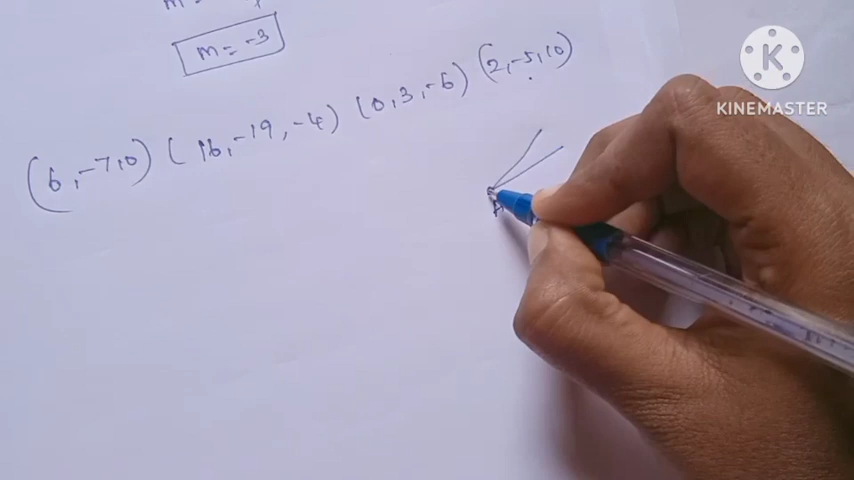 m = -3
(6, -7, 0) (16, -19, -4) (0, 3, -6) (2, -5, 10)
A
K
KINEMASTER